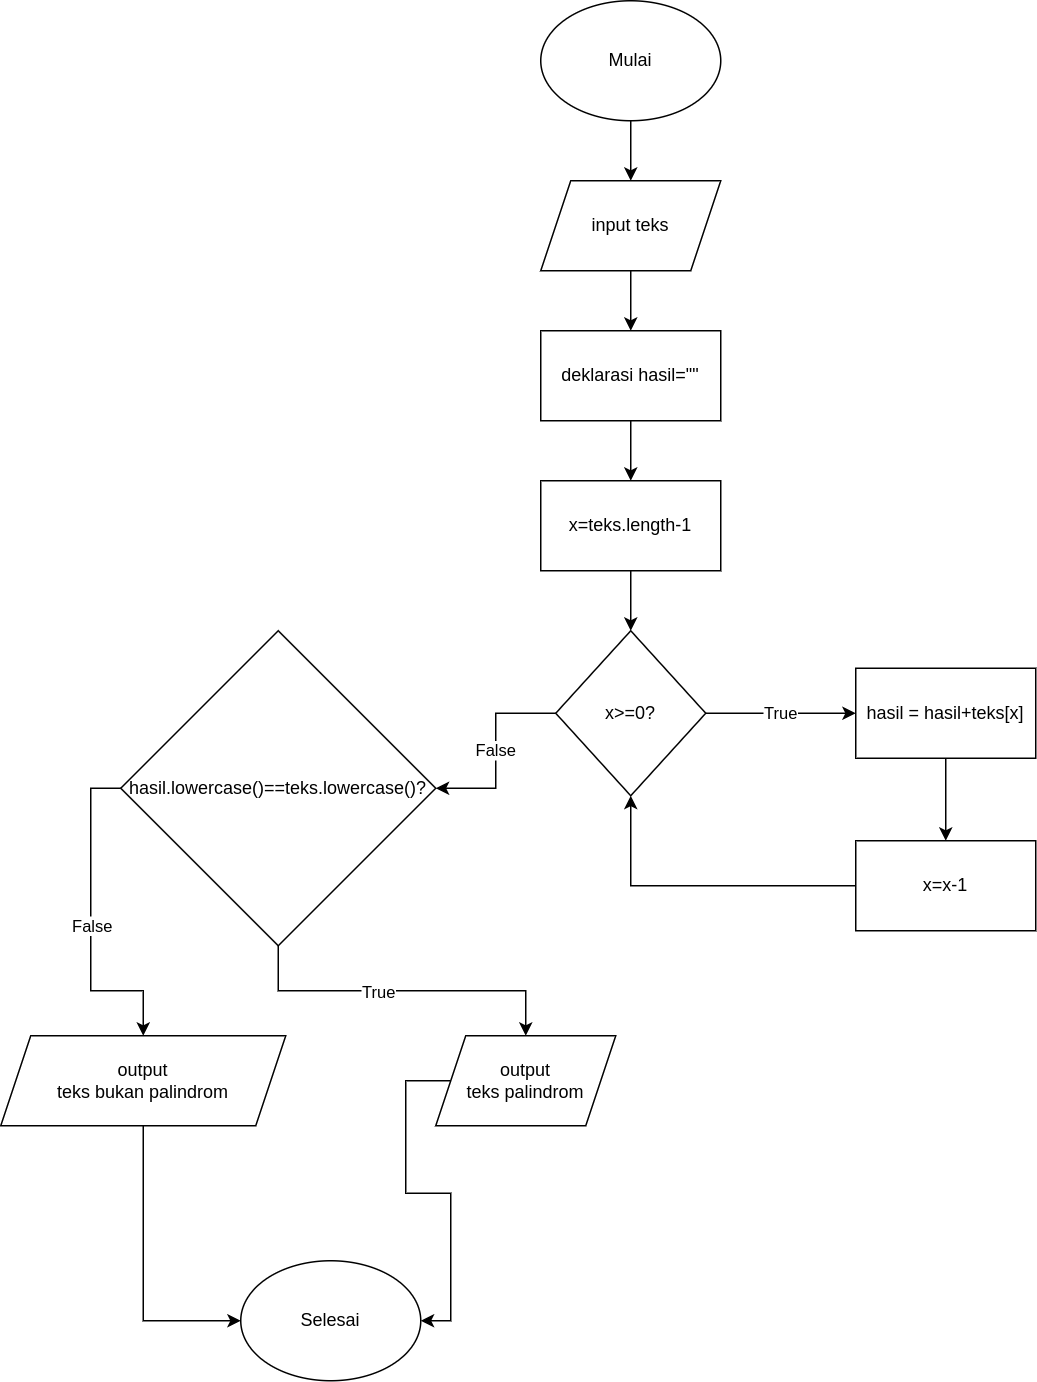 Mulai
input teks
deklarasi hasil=""
x=teks.length-1
x>=0?
True
hasil = hasil+teks[x]
x=x-1
False
hasil.lowercase()==teks.lowercase()?
False
True
output
teks bukan palindrom
output
teks palindrom
Selesai